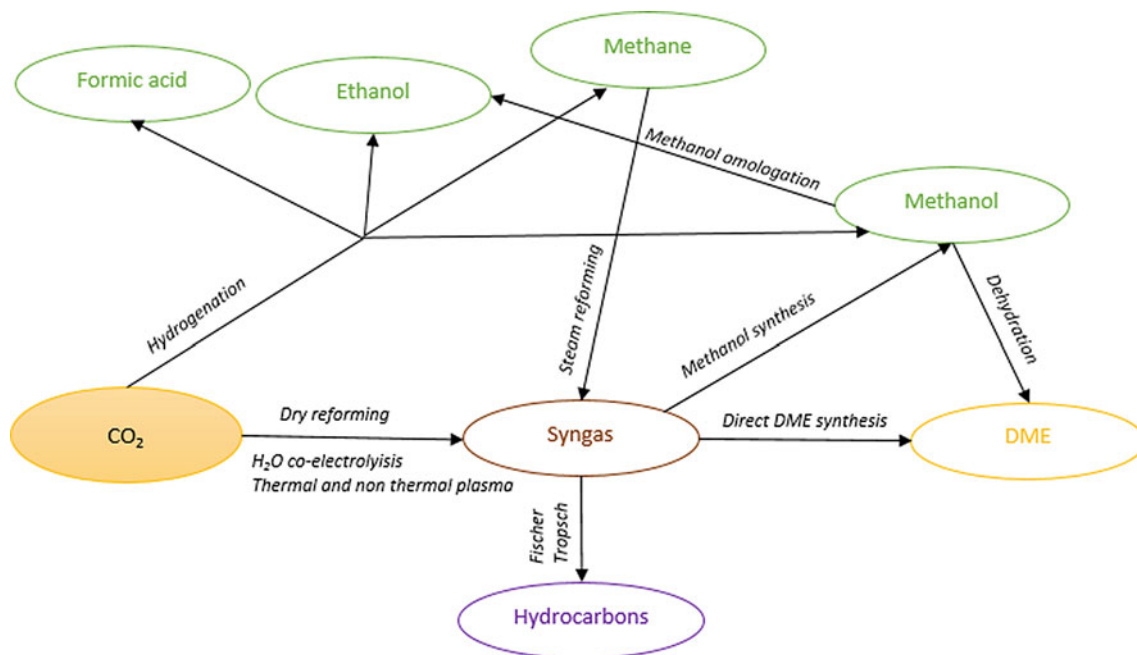 Methane
Formic acid
Ethanol
Methanol omologation
Methanol
Hydrogenation
Steam reforming
Methanol synthesis
Dehydration
CO₂
Dry reforming
H₂O co-electrolyisis
Thermal and non thermal plasma
Syngas
Direct DME synthesis
DME
Fischer
Tropsch
Hydrocarbons